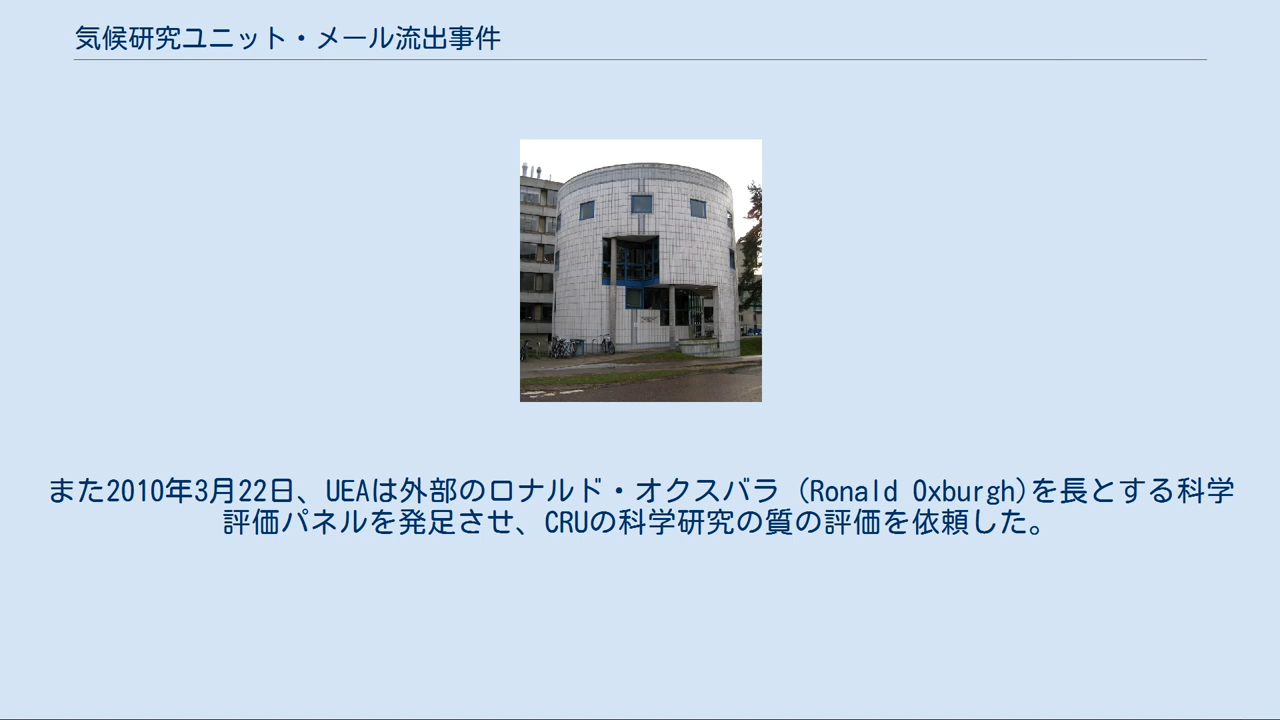 気候研究ユニット・メール流出事件
また2010年3月22日、UEAは外部のロナルド・オクスバラ (Ronald Oxburgh)を長とする科学
評価パネルを発足させ、CRUの科学研究の質の評価を依頼した。